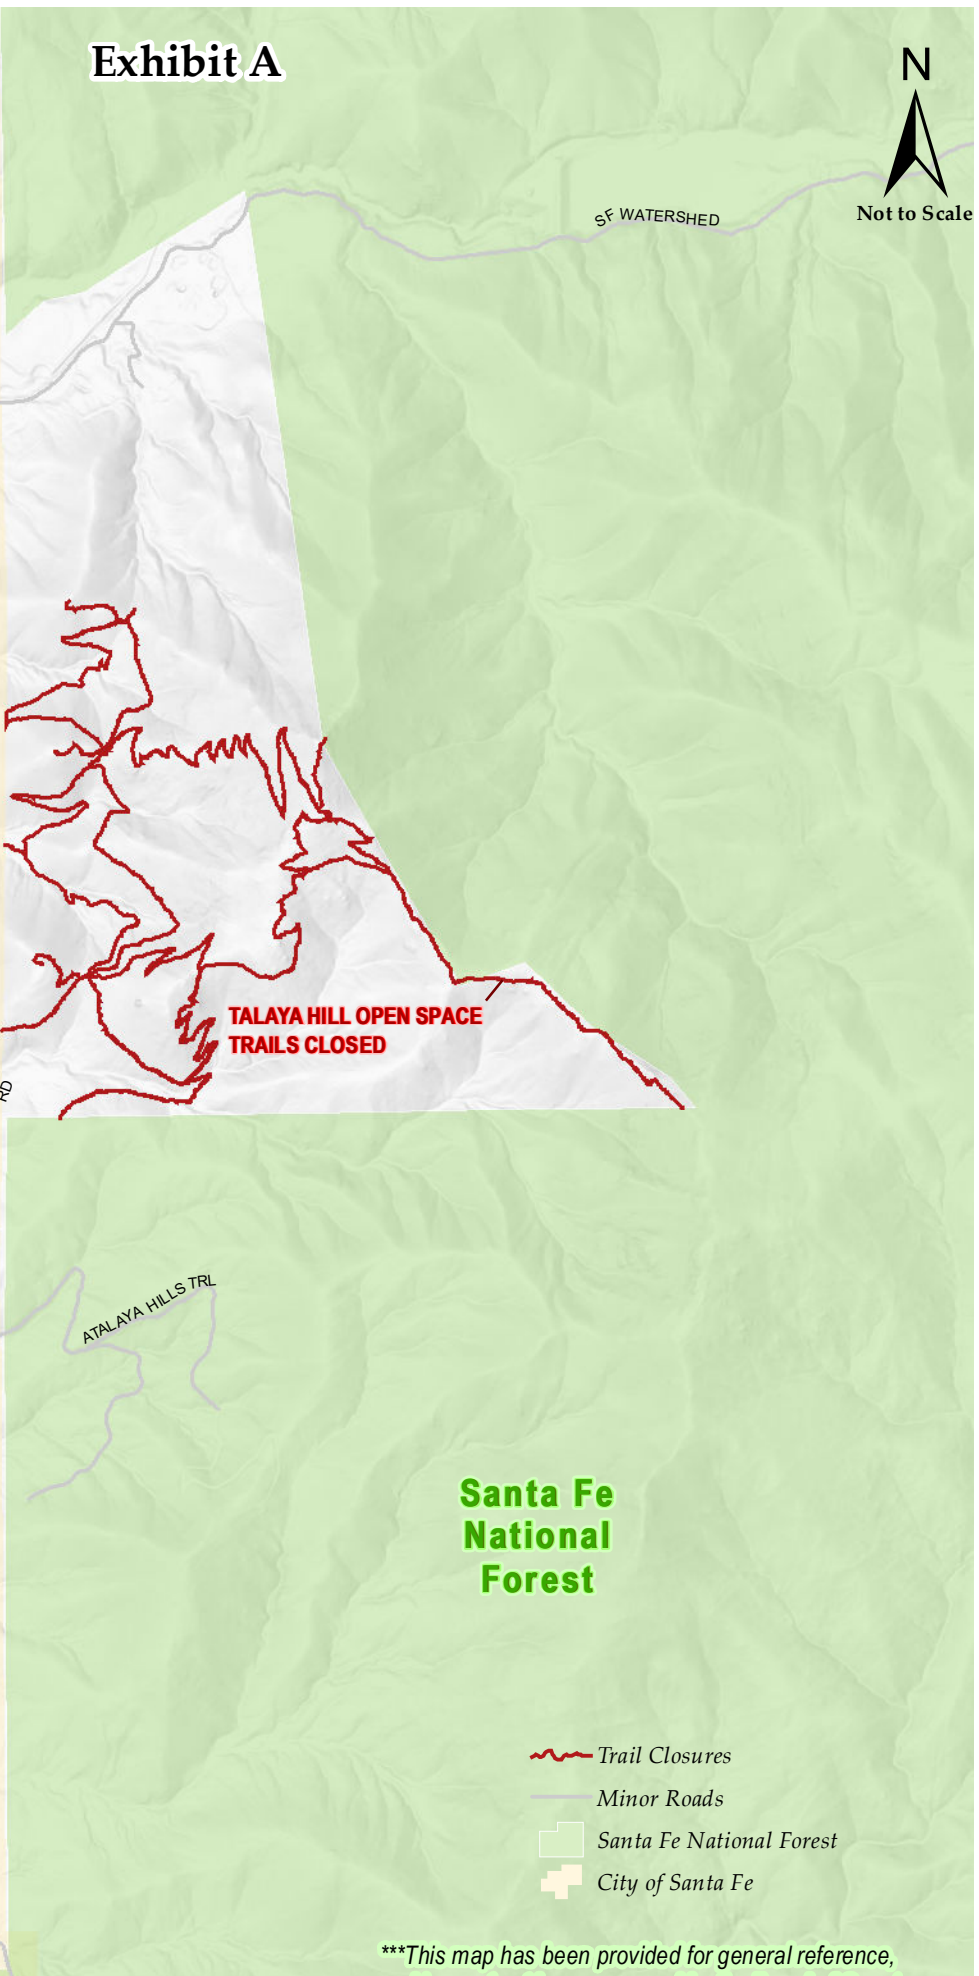 Exhibit A
N
Not to Scale
SF WATERSHED
TALAYA HILL OPEN SPACE
TRAILS CLOSED
RD
ATALAYA HILLS TRL
Santa Fe
National
Forest
Trail Closures
Minor Roads
Santa Fe National Forest
City of Santa Fe
***This map has been provided for general reference,